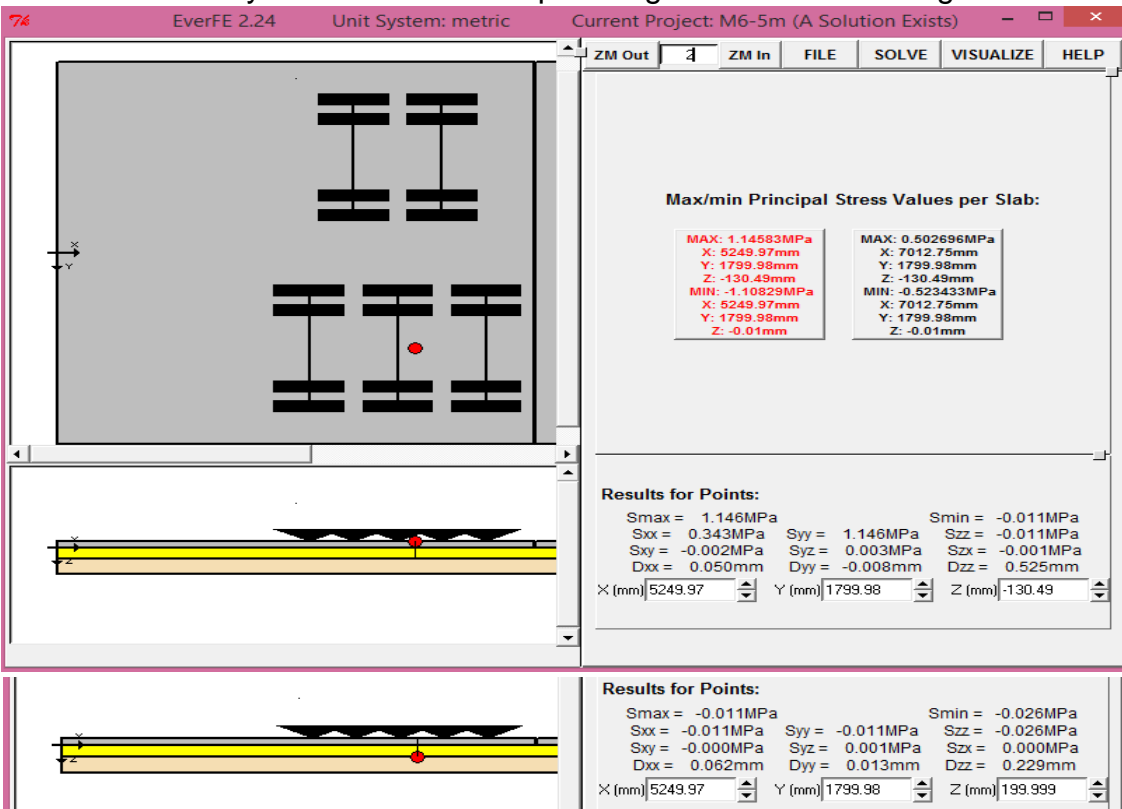 EverFE 2.24 Unit System: metric Current Project: M6-5m (A Solution Exists)
ZM Out 2 ZM In FILE SOLVE VISUALIZE HELP
X
Y
Max/min Principal Stress Values per Slab:
MAX: 1.14583MPa
X: 5249.97mm
Y: 1799.98mm
Z: -130.49mm
MIN: -1.10829MPa
X: 5249.97mm
Y: 1799.98mm
Z: -0.01mm
MAX: 0.502696MPa
X: 7012.75mm
Y: 1799.98mm
Z: -130.49mm
MIN: -0.523433MPa
X: 7012.75mm
Y: 1799.98mm
Z: -0.01mm
X
Z
Results for Points:
Smax = 1.146MPa Smin = -0.011MPa
Sxx = 0.343MPa Syy = 1.146MPa Szz = -0.011MPa
Sxy = -0.002MPa Syz = 0.003MPa Szx = -0.001MPa
Dxx = 0.050mm Dyy = -0.008mm Dzz = 0.525mm
X (mm) 5249.97 Y (mm) 1799.98 Z (mm) -130.49
X
Z
Results for Points:
Smax = -0.011MPa Smin = -0.026MPa
Sxx = -0.011MPa Syy = -0.011MPa Szz = -0.026MPa
Sxy = -0.000MPa Syz = 0.001MPa Szx = 0.000MPa
Dxx = 0.062mm Dyy = 0.013mm Dzz = 0.229mm
X (mm) 5249.97 Y (mm) 1799.98 Z (mm) 199.999